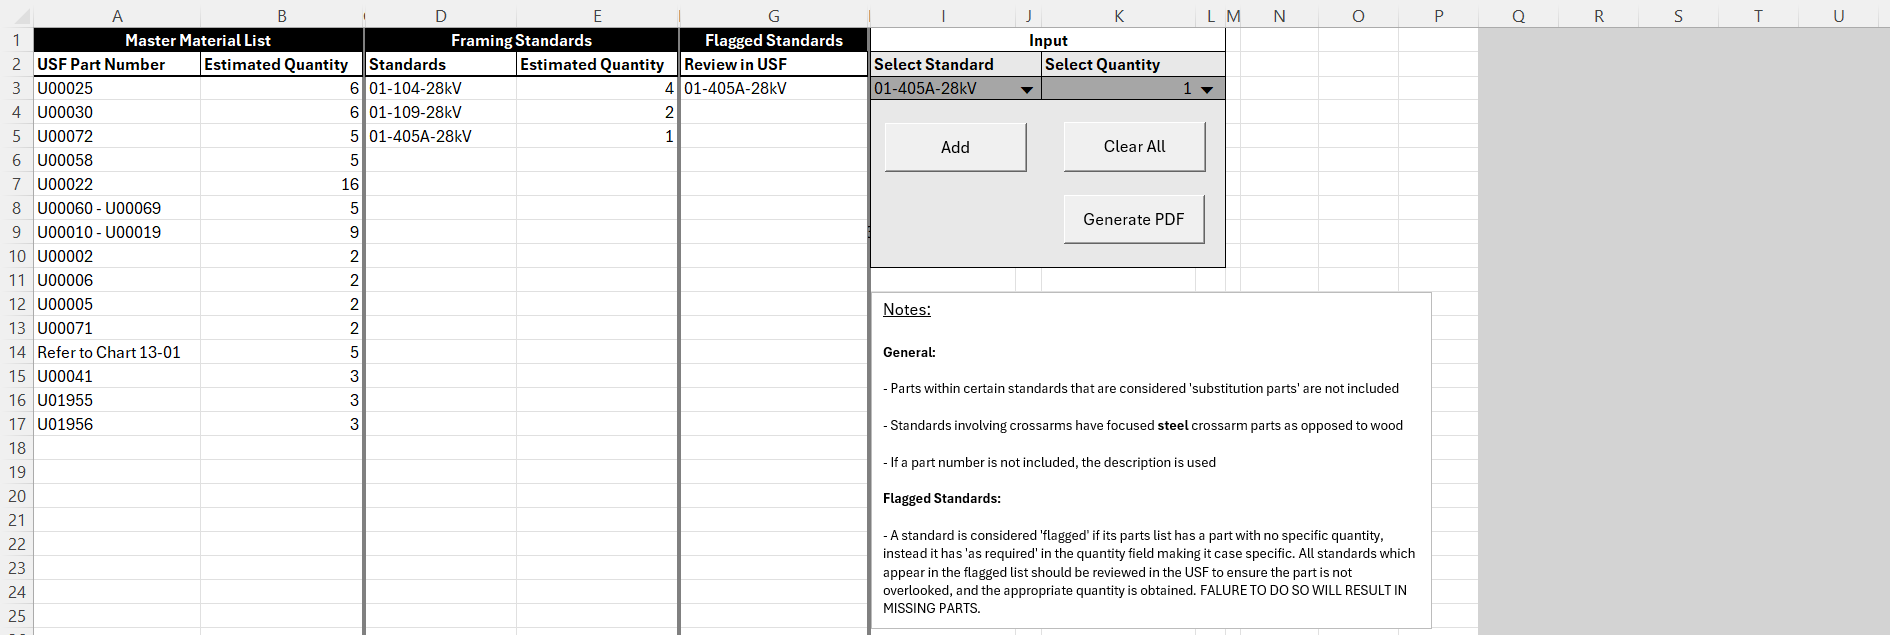 A B D E G I J K L M N O P Q R S T U
1 Master Material List Framing Standards Flagged Standards Input
2 USF Part Number Estimated Quantity Standards Estimated Quantity Review in USF Select Standard Select Quantity
3 U00025 6 01-104-28kV 4 01-405A-28kV 01-405A-28kV 1
4 U00030 6 01-109-28kV 2
5 U00072 5 01-405A-28kV 1
6 U00058 5
7 U00022 16
8 U00060 - U00069 5
9 U00010 - U00019 9
10 U00002 2
11 U00006 2
12 U00005 2
13 U00071 2
14 Refer to Chart 13-01 5
15 U00041 3
16 U01955 3
17 U01956 3
18
19
20
21
22
23
24
25
Add
Clear All
Generate PDF
Notes:
General:
- Parts within certain standards that are considered 'substitution parts' are not included
- Standards involving crossarms have focused steel crossarm parts as opposed to wood
- If a part number is not included, the description is used
Flagged Standards:
- A standard is considered 'flagged' if its parts list has a part with no specific quantity,
instead it has 'as required' in the quantity field making it case specific. All standards which
appear in the flagged list should be reviewed in the USF to ensure the part is not
overlooked, and the appropriate quantity is obtained. FALURE TO DO SO WILL RESULT IN
MISSING PARTS.